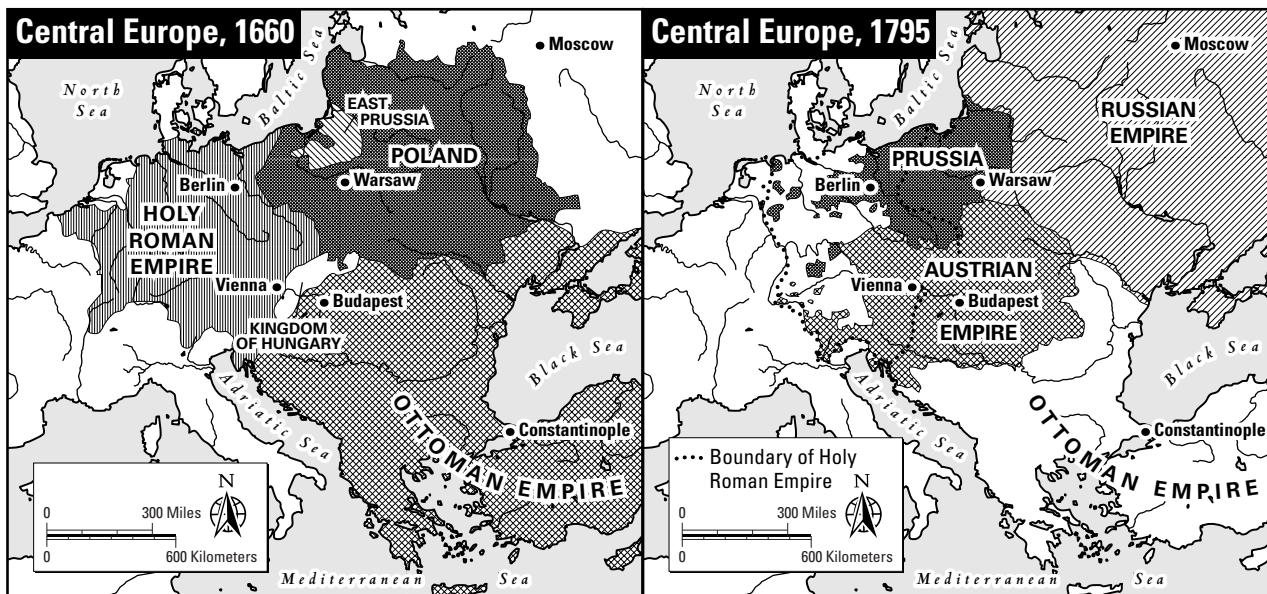 Central Europe, 1660
Moscow
North
Sea
Baltic Sea
EAST
PRUSSIA
POLAND
Berlin
Warsaw
HOLY
ROMAN
EMPIRE
Vienna
Budapest
KINGDOM
OF HUNGARY
Adriatic Sea
Black Sea
OTTOMAN EMPIRE
Constantinople
N
0 300 Miles
0 600 Kilometers
Mediterranean Sea
Central Europe, 1795
Moscow
North
Sea
Baltic Sea
RUSSIAN
EMPIRE
PRUSSIA
Berlin
Warsaw
AUSTRIAN
Vienna
Budapest
EMPIRE
Adriatic Sea
Black Sea
OTTOMAN EMPIRE
Constantinople
Boundary of Holy
Roman Empire
N
0 300 Miles
0 600 Kilometers
Mediterranean Sea